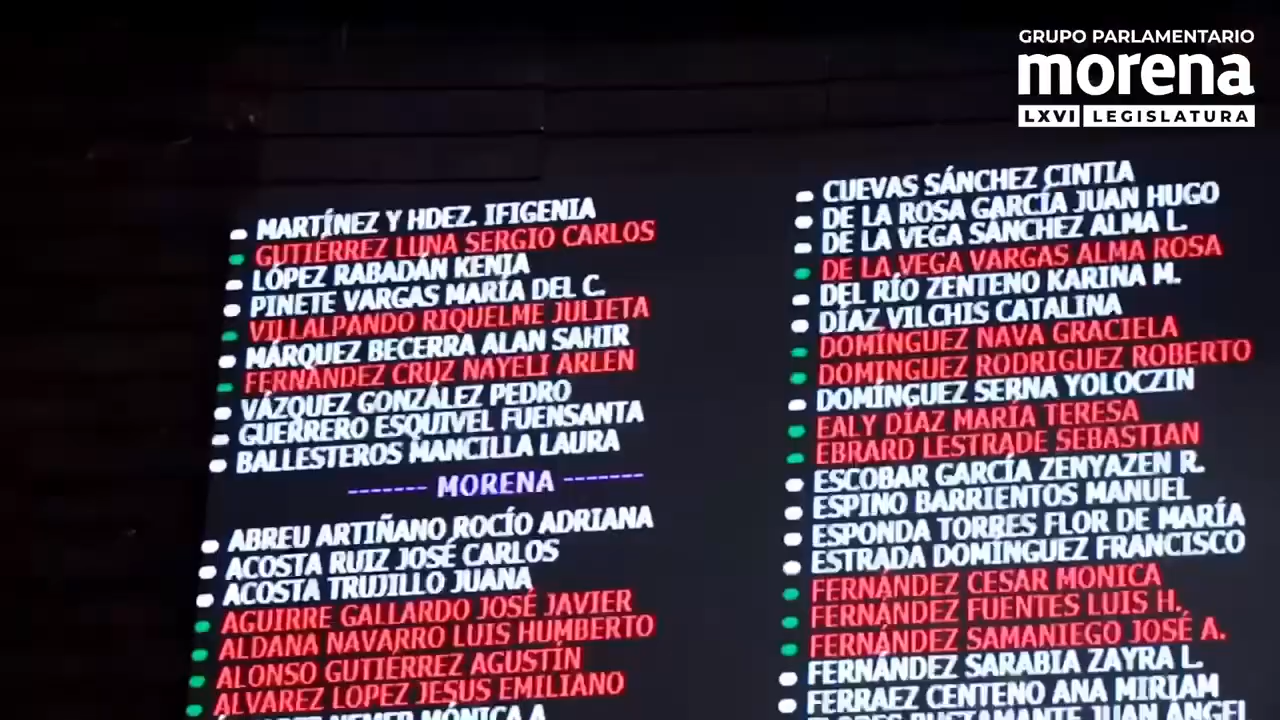 GRUPO PARLAMENTARIO
morena
LXVI LEGISLATURA
MARTÍNEZ Y HDEZ. IFIGENIA
GUTIÉRREZ LUNA SERGIO CARLOS
LÓPEZ RABADÁN KENIA
PINETE VARGAS MARÍA DEL C.
VILLALPANDO RIQUELME JULIETA
MÁRQUEZ BECERRA ALAN SAHIR
FERNÁNDEZ CRUZ NAYELI ARLEN
VÁZQUEZ GONZÁLEZ PEDRO
GUERRERO ESQUIVEL FUENSANTA
BALLESTEROS MANCILLA LAURA
------- MORENA -------
ABREU ARTIÑANO ROCÍO ADRIANA
ACOSTA RUIZ JOSÉ CARLOS
ACOSTA TRUJILLO JUANA
AGUIRRE GALLARDO JOSÉ JAVIER
ALDANA NAVARRO LUIS HUMBERTO
ALONSO GUTIÉRREZ AGUSTÍN
ALVAREZ LOPEZ JESUS EMILIANO
MÓNICA A
CUEVAS SÁNCHEZ CINTIA
DE LA ROSA GARCÍA JUAN HUGO
DE LA VEGA SÁNCHEZ ALMA L.
DE LA VEGA VARGAS ALMA ROSA
DEL RÍO ZENTENO KARINA M.
DÍAZ VILCHIS CATALINA
DOMÍNGUEZ NAVA GRACIELA
DOMINGUEZ RODRIGUEZ ROBERTO
DOMÍNGUEZ SERNA YOLOCZIN
EALY DÍAZ MARÍA TERESA
EBRARD LESTRADE SEBASTIAN
ESCOBAR GARCÍA ZENYAZEN R.
ESPINO BARRIENTOS MANUEL
ESPONDA TORRES FLOR DE MARÍA
ESTRADA DOMÍNGUEZ FRANCISCO
FERNÁNDEZ CESAR MONICA
FERNÁNDEZ FUENTES LUIS H.
FERNÁNDEZ SAMANIEGO JOSÉ A.
FERNÁNDEZ SARABIA ZAYRA L.
FERRAEZ CENTENO ANA MIRIAM
JUAN ÁNGEL